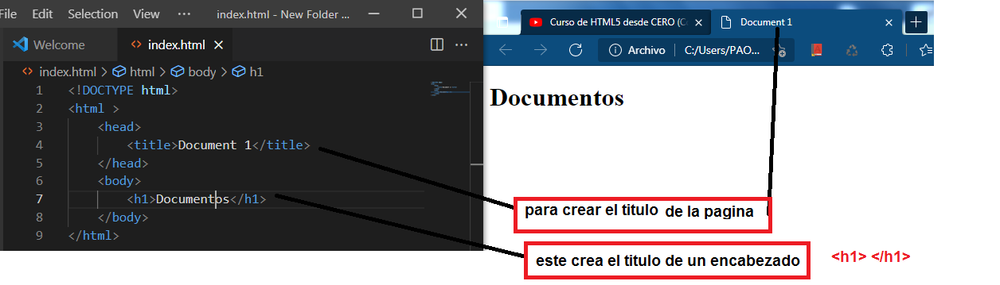 File Edit Selection View ··· index.html - New Folder ...
Welcome index.html ···
index.html > html > body > h1
1 <!DOCTYPE html>
2 <html >
3 <head>
4 <title>Document 1</title>
5 </head>
6 <body>
7 <h1>Documentos</h1>
8 </body>
9 </html>
Curso de HTML5 desde CERO (C
Document 1
Archivo C:/Users/PAO...
Documentos
para crear el titulo de la pagina
este crea el titulo de un encabezado
<h1> </h1>